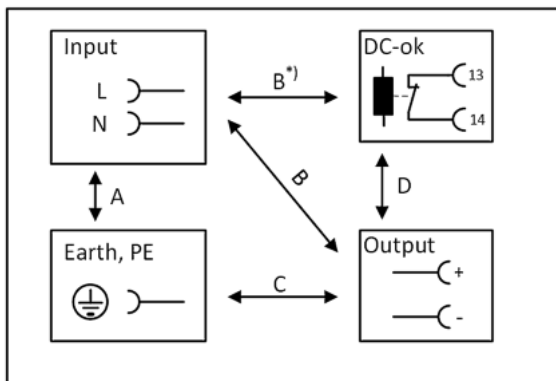 Input
L
N
B*)
DC-ok
13
14
A
B
D
Earth, PE
C
Output
+
-